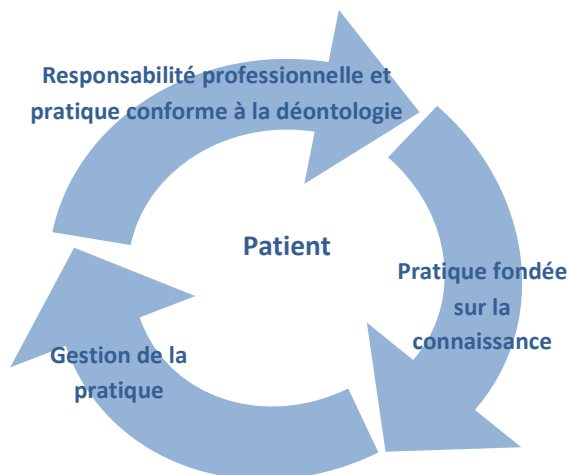 Responsabilité professionnelle et
pratique conforme à la déontologie
Patient
Pratique fondée
sur la
connaissance
Gestion de la
pratique